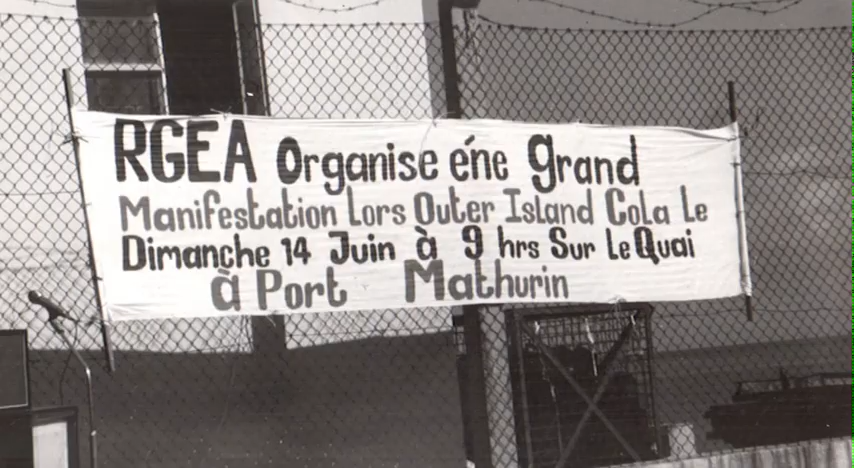 RGEA Organise éne grand
Manifestation Lors Outer Island Cola Le
Dimanche 14 Juin à 9 hrs Sur Le Quai
à Port Mathurin